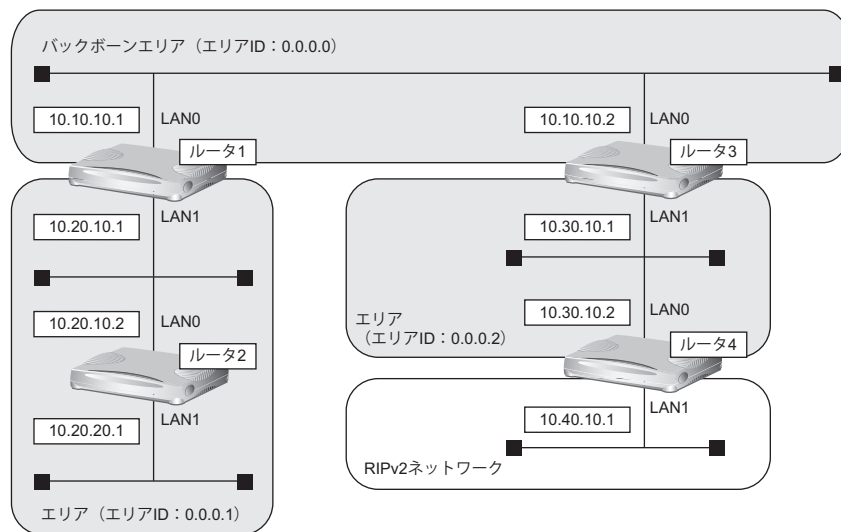 バックボーンエリア（エリアID：0.0.0.0）
10.10.10.1
LAN0
ルータ1
10.10.10.2
LAN0
ルータ3
10.20.10.1
LAN1
10.20.10.2
LAN0
ルータ2
10.20.20.1
LAN1
エリア（エリアID：0.0.0.1）
10.30.10.1
LAN1
10.30.10.2
LAN0
エリア
（エリアID：0.0.0.2）
ルータ4
10.40.10.1
LAN1
RIPv2ネットワーク